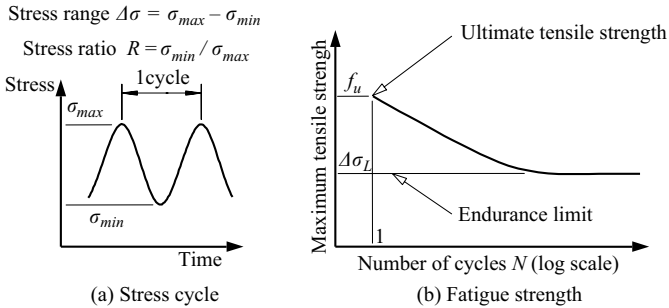 Stress range Δσ = σmax – σmin
Stress ratio R = σmin / σmax
1cycle
Stress
σmax
σmin
Time
(a) Stress cycle
Ultimate tensile strength
Maximum tensile strengh
fu
ΔσL
Endurance limit
1
Number of cycles N (log scale)
(b) Fatigue strength